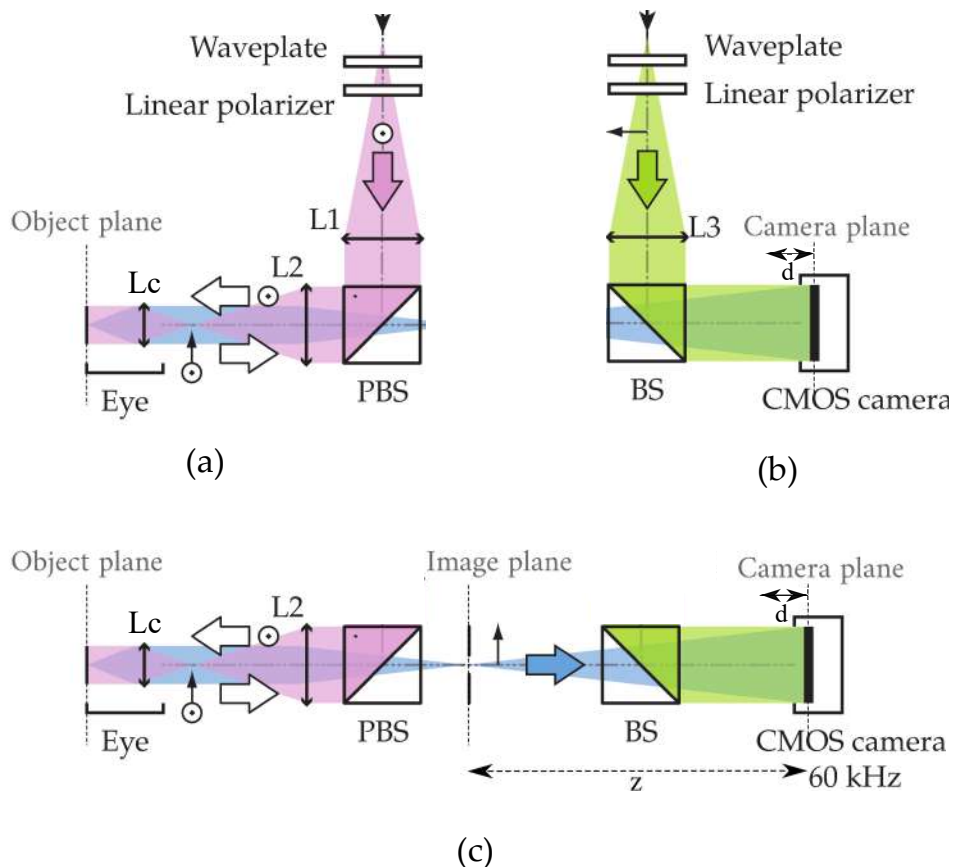 Waveplate
Linear polarizer
Object plane
L1
Lc
L2
Eye
PBS
(a)
Waveplate
Linear polarizer
L3
Camera plane
d
BS
CMOS camera
(b)
Object plane
Image plane
Camera plane
Lc
L2
d
Eye
PBS
BS
CMOS camera
z
60 kHz
(c)